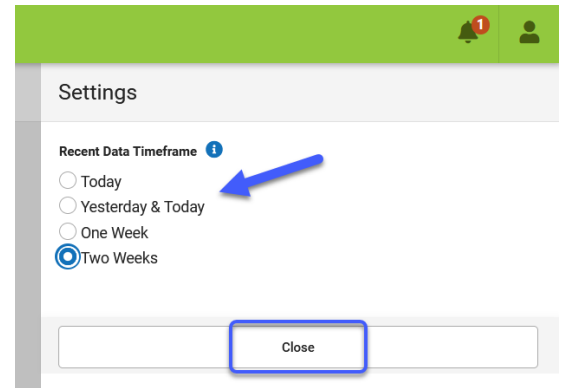 1
Settings
Recent Data Timeframe i
Today
Yesterday & Today
One Week
Two Weeks
Close